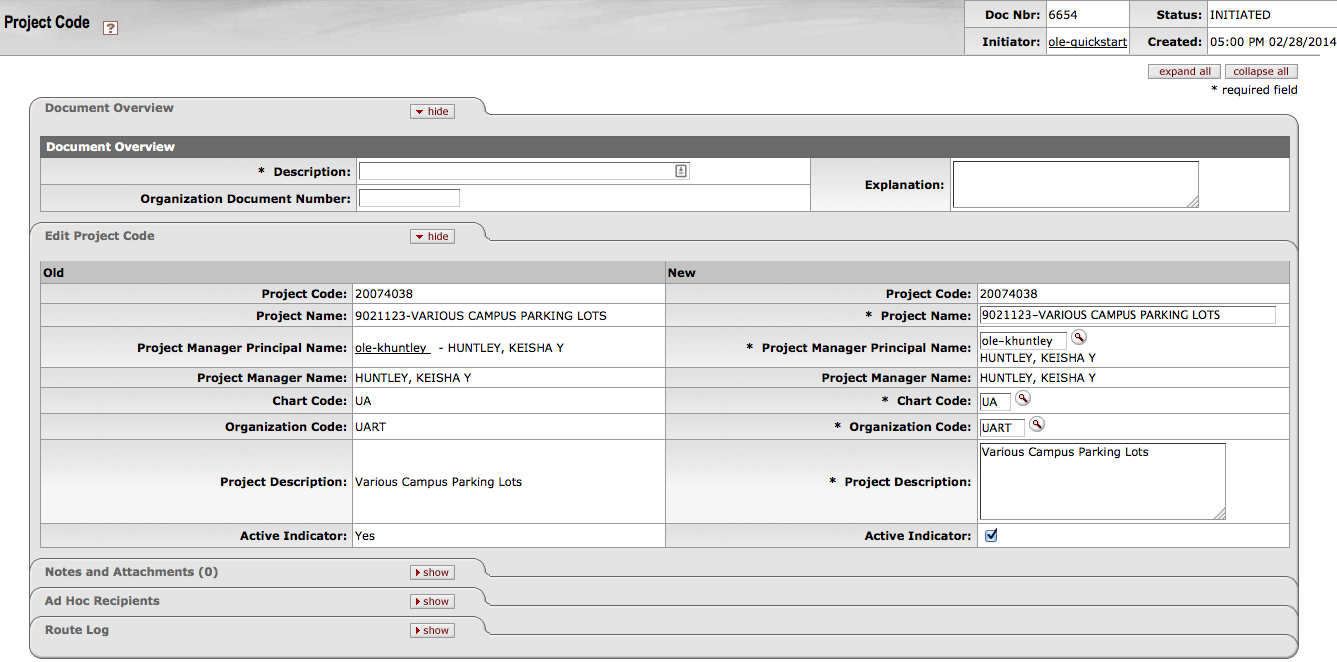 Project Code ?
Doc Nbr: 6654 Status: INITIATED
Initiator: ole-quickstart Created: 05:00 PM 02/28/2014
expand all collapse all
* required field
Document Overview hide
Document Overview
* Description: Explanation:
Organization Document Number:
Edit Project Code hide
Old New
Project Code: 20074038 Project Code: 20074038
Project Name: 9021123-VARIOUS CAMPUS PARKING LOTS * Project Name: 9021123-VARIOUS CAMPUS PARKING LOTS
Project Manager Principal Name: ole-khuntley - HUNTLEY, KEISHA Y * Project Manager Principal Name: ole-khuntley
HUNTLEY, KEISHA Y
Project Manager Name: HUNTLEY, KEISHA Y Project Manager Name: HUNTLEY, KEISHA Y
Chart Code: UA * Chart Code: UA
Organization Code: UART * Organization Code: UART
Project Description: Various Campus Parking Lots * Project Description: Various Campus Parking Lots
Active Indicator: Yes Active Indicator:
Notes and Attachments (0) show
Ad Hoc Recipients show
Route Log show